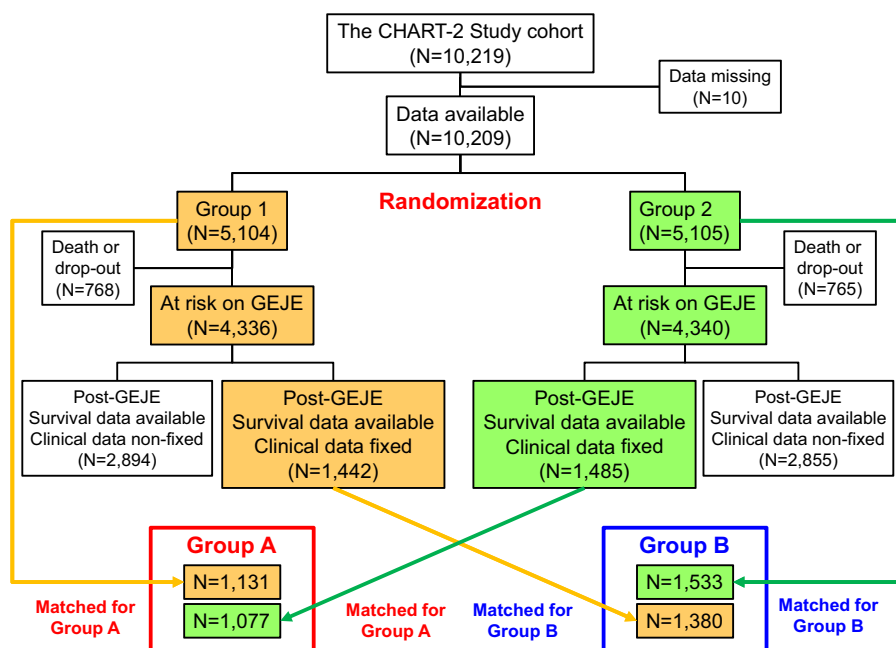 The CHART-2 Study cohort
(N=10,219)
Data missing
(N=10)
Data available
(N=10,209)
Randomization
Group 1
(N=5,104)
Group 2
(N=5,105)
Death or
drop-out
(N=768)
Death or
drop-out
(N=765)
At risk on GEJE
(N=4,336)
At risk on GEJE
(N=4,340)
Post-GEJE
Survival data available
Clinical data non-fixed
(N=2,894)
Post-GEJE
Survival data available
Clinical data fixed
(N=1,442)
Post-GEJE
Survival data available
Clinical data fixed
(N=1,485)
Post-GEJE
Survival data available
Clinical data non-fixed
(N=2,855)
Group A
N=1,131
N=1,077
Matched for
Group A
Matched for
Group A
Group B
N=1,533
N=1,380
Matched for
Group B
Matched for
Group B